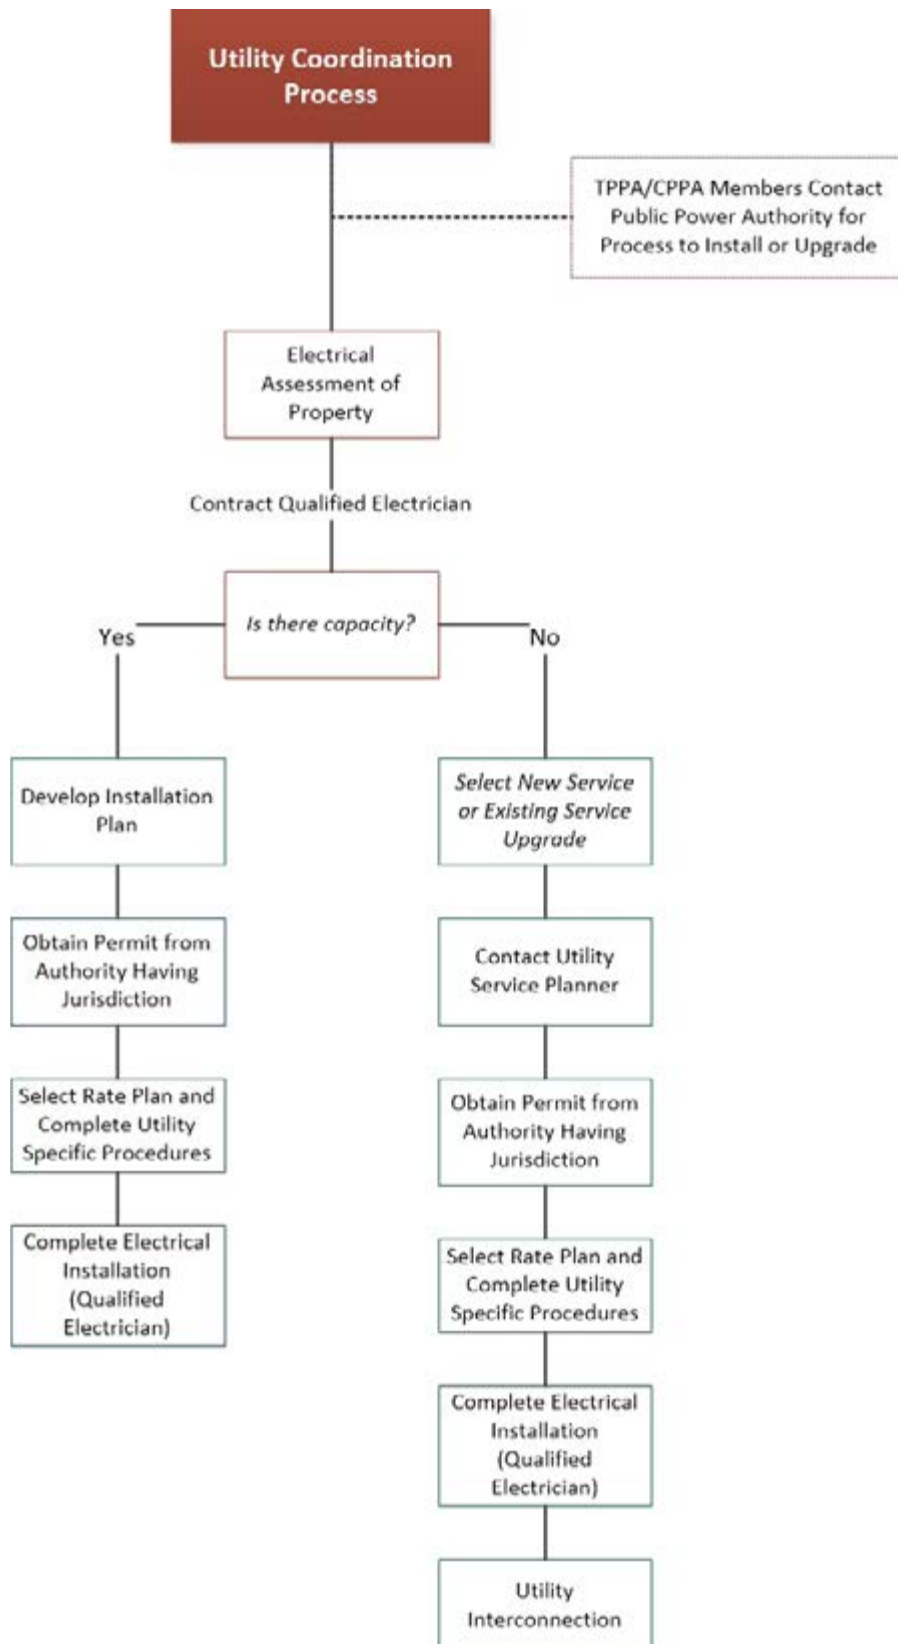 Utility Coordination
Process
TPPA/CPPA Members Contact
Public Power Authority for
Process to Install or Upgrade
Electrical
Assessment of
Property
Contract Qualified Electrician
Is there capacity?
Yes
No
Develop Installation
Plan
Obtain Permit from
Authority Having
Jurisdiction
Select Rate Plan and
Complete Utility
Specific Procedures
Complete Electrical
Installation
(Qualified
Electrician)
Select New Service
or Existing Service
Upgrade
Contact Utility
Service Planner
Obtain Permit from
Authority Having
Jurisdiction
Select Rate Plan and
Complete Utility
Specific Procedures
Complete Electrical
Installation
(Qualified
Electrician)
Utility
Interconnection